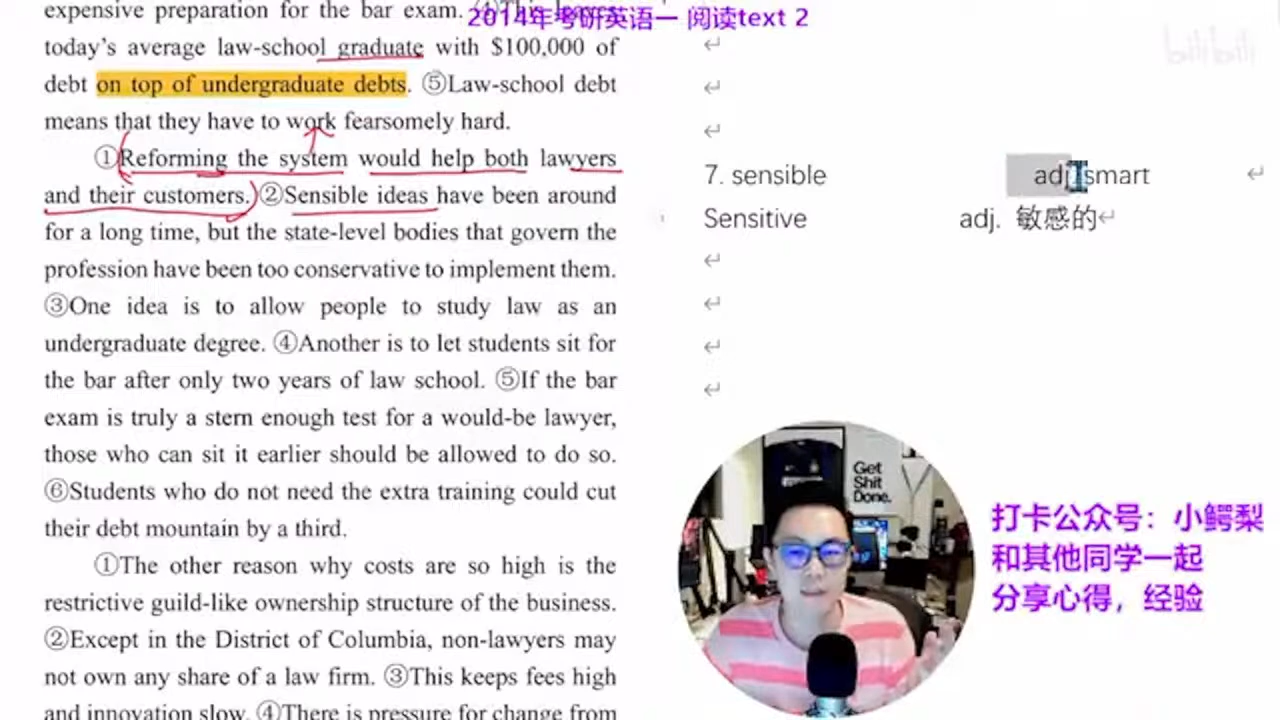 expensive preparation for the bar exam. ④This leaves
2014年考研英语一 阅读text 2
today's average law-school graduate with $100,000 of
debt on top of undergraduate debts. ⑤Law-school debt
means that they have to work fearsomely hard.
①Reforming the system would help both lawyers
and their customers. ②Sensible ideas have been around
for a long time, but the state-level bodies that govern the
profession have been too conservative to implement them.
③One idea is to allow people to study law as an
undergraduate degree. ④Another is to let students sit for
the bar after only two years of law school. ⑤If the bar
exam is truly a stern enough test for a would-be lawyer,
those who can sit it earlier should be allowed to do so.
⑥Students who do not need the extra training could cut
their debt mountain by a third.
①The other reason why costs are so high is the
restrictive guild-like ownership structure of the business.
②Except in the District of Columbia, non-lawyers may
not own any share of a law firm. ③This keeps fees high
and innovation slow. ④There is pressure for change from
bilibili
7. sensible adj. smart
Sensitive adj. 敏感的
Get
Shit
Done.
打卡公众号：小鳄梨
和其他同学一起
分享心得，经验